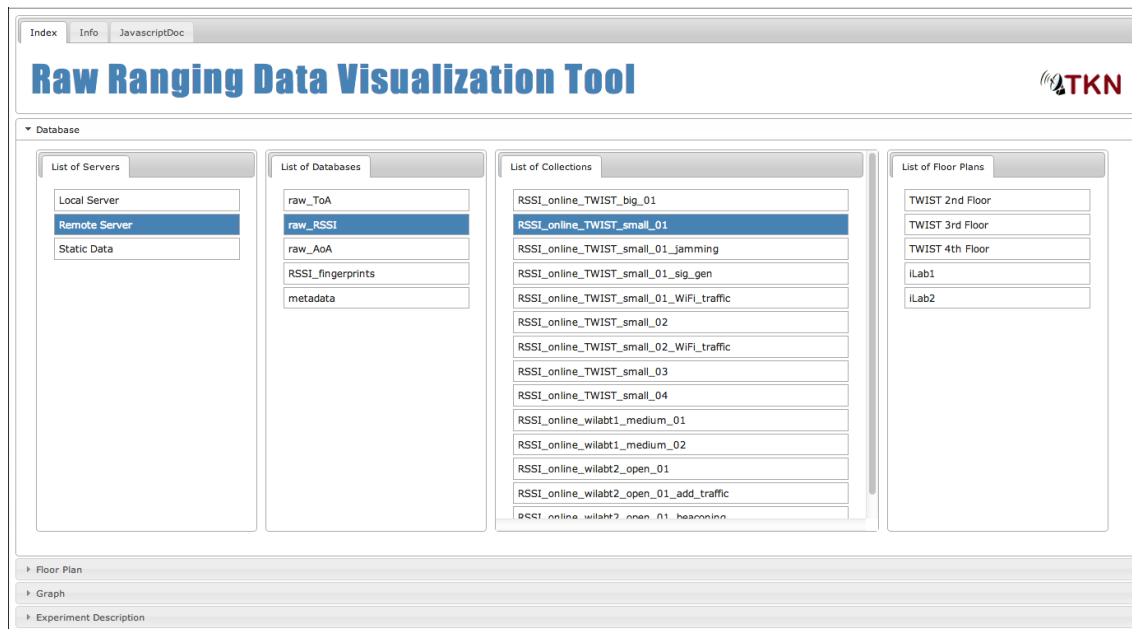 Index Info JavascriptDoc
Raw Ranging Data Visualization Tool
TKN
Database
List of Servers
Local Server
Remote Server
Static Data
List of Databases
raw_ToA
raw_RSSI
raw_AoA
RSSI_fingerprints
metadata
List of Collections
RSSI_online_TWIST_big_01
RSSI_online_TWIST_small_01
RSSI_online_TWIST_small_01_jamming
RSSI_online_TWIST_small_01_sig_gen
RSSI_online_TWIST_small_01_WiFi_traffic
RSSI_online_TWIST_small_02
RSSI_online_TWIST_small_02_WiFi_traffic
RSSI_online_TWIST_small_03
RSSI_online_TWIST_small_04
RSSI_online_wilabt1_medium_01
RSSI_online_wilabt1_medium_02
RSSI_online_wilabt2_open_01
RSSI_online_wilabt2_open_01_add_traffic
RSSI_online_wilabt2_open_01_beaconing
List of Floor Plans
TWIST 2nd Floor
TWIST 3rd Floor
TWIST 4th Floor
iLab1
iLab2
Floor Plan
Graph
Experiment Description